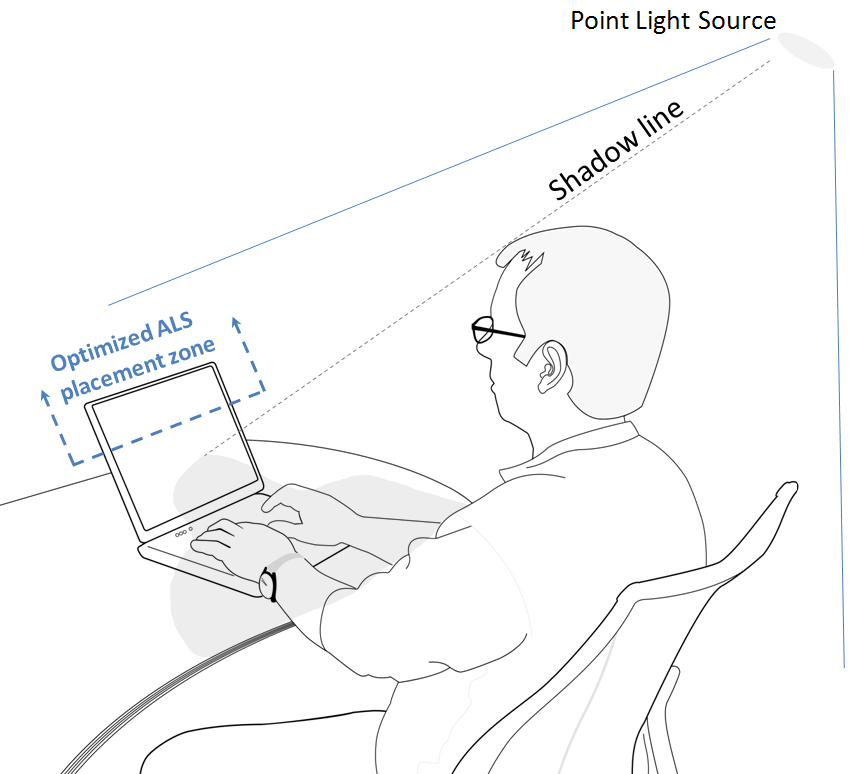 Point Light Source
Shadow line
Optimized ALS
placement zone